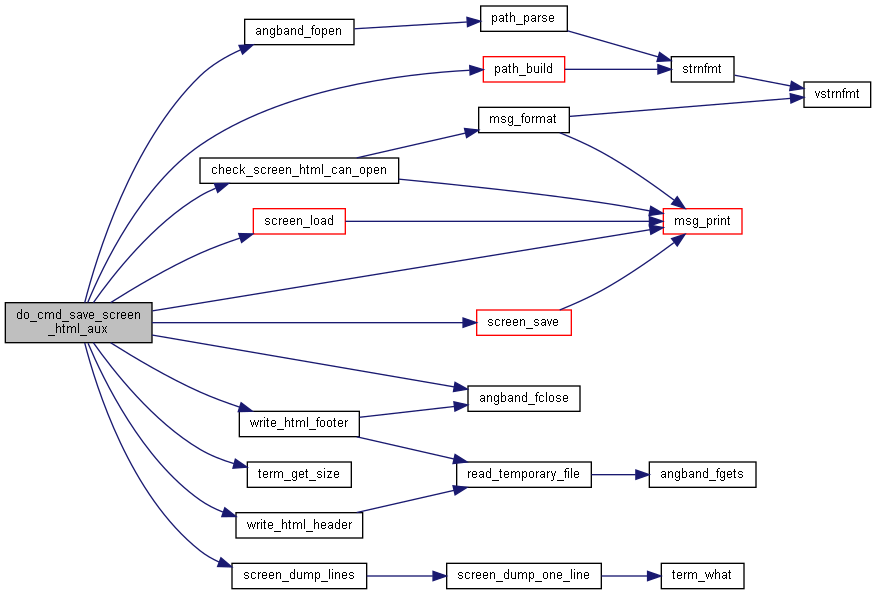 path_parse
angband_fopen
path_build
strnfmt
vstrnfmt
msg_format
check_screen_html_can_open
screen_load
msg_print
do_cmd_save_screen
_html_aux
screen_save
angband_fclose
write_html_footer
term_get_size
read_temporary_file
angband_fgets
write_html_header
screen_dump_lines
screen_dump_one_line
term_what